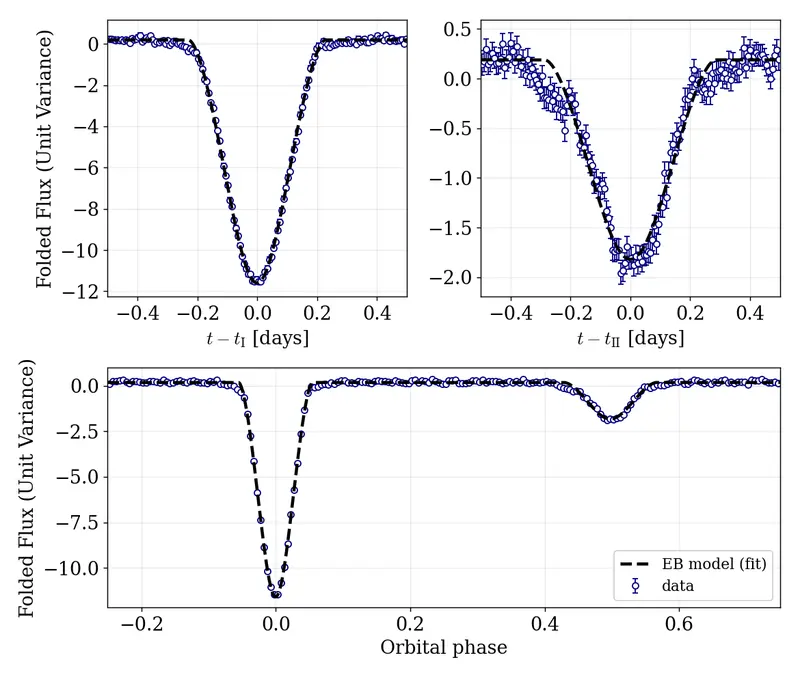 Folded Flux (Unit Variance)
0
−2
−4
−6
−8
−10
−12
−0.4 −0.2 0.0 0.2 0.4
t − tI [days]
0.5
0.0
−0.5
−1.0
−1.5
−2.0
−0.4 −0.2 0.0 0.2 0.4
t − tII [days]
Folded Flux (Unit Variance)
0.0
−2.5
−5.0
−7.5
−10.0
−0.2 0.0 0.2 0.4 0.6
Orbital phase
EB model (fit)
data